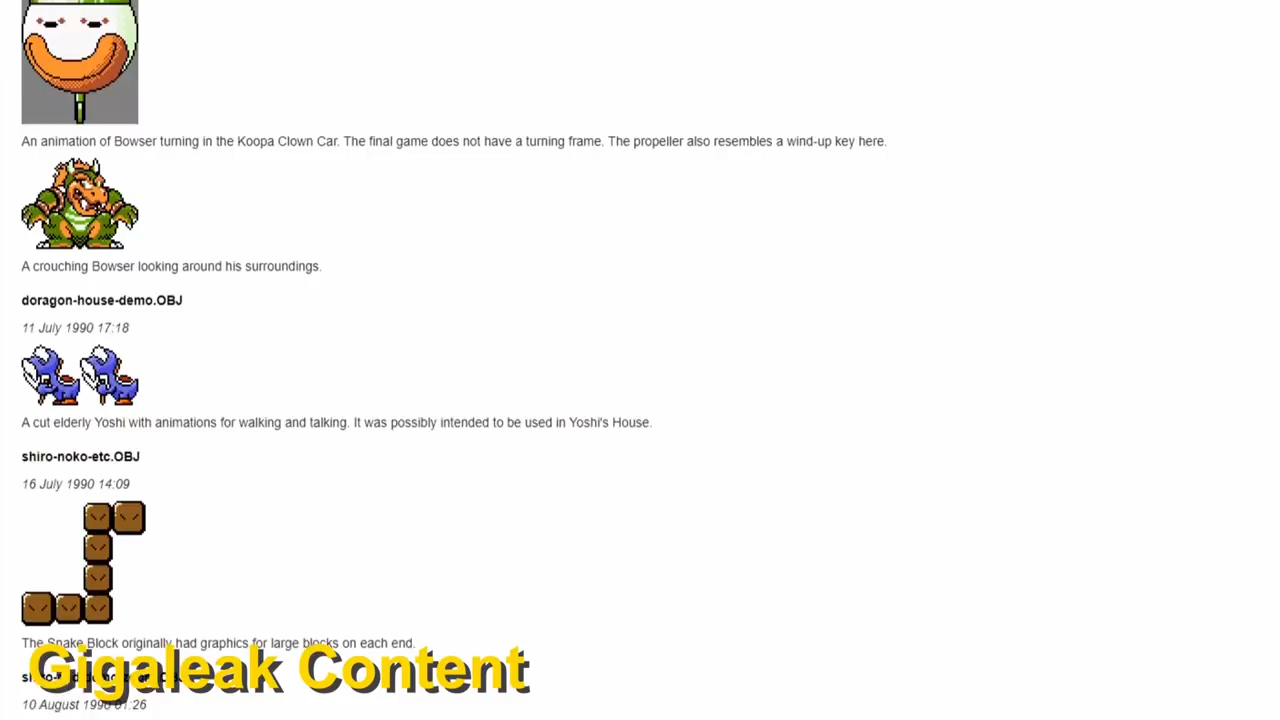 An animation of Bowser turning in the Koopa Clown Car. The final game does not have a turning frame. The propeller also resembles a wind-up key here.
A crouching Bowser looking around his surroundings.
doragon-house-demo.OBJ
11 July 1990 17:18
A cut elderly Yoshi with animations for walking and talking. It was possibly intended to be used in Yoshi's House.
shiro-noko-etc.OBJ
16 July 1990 14:09
The Snake Block originally had graphics for large blocks on each end.
Gigaleak Content
10 August 1990 01:26